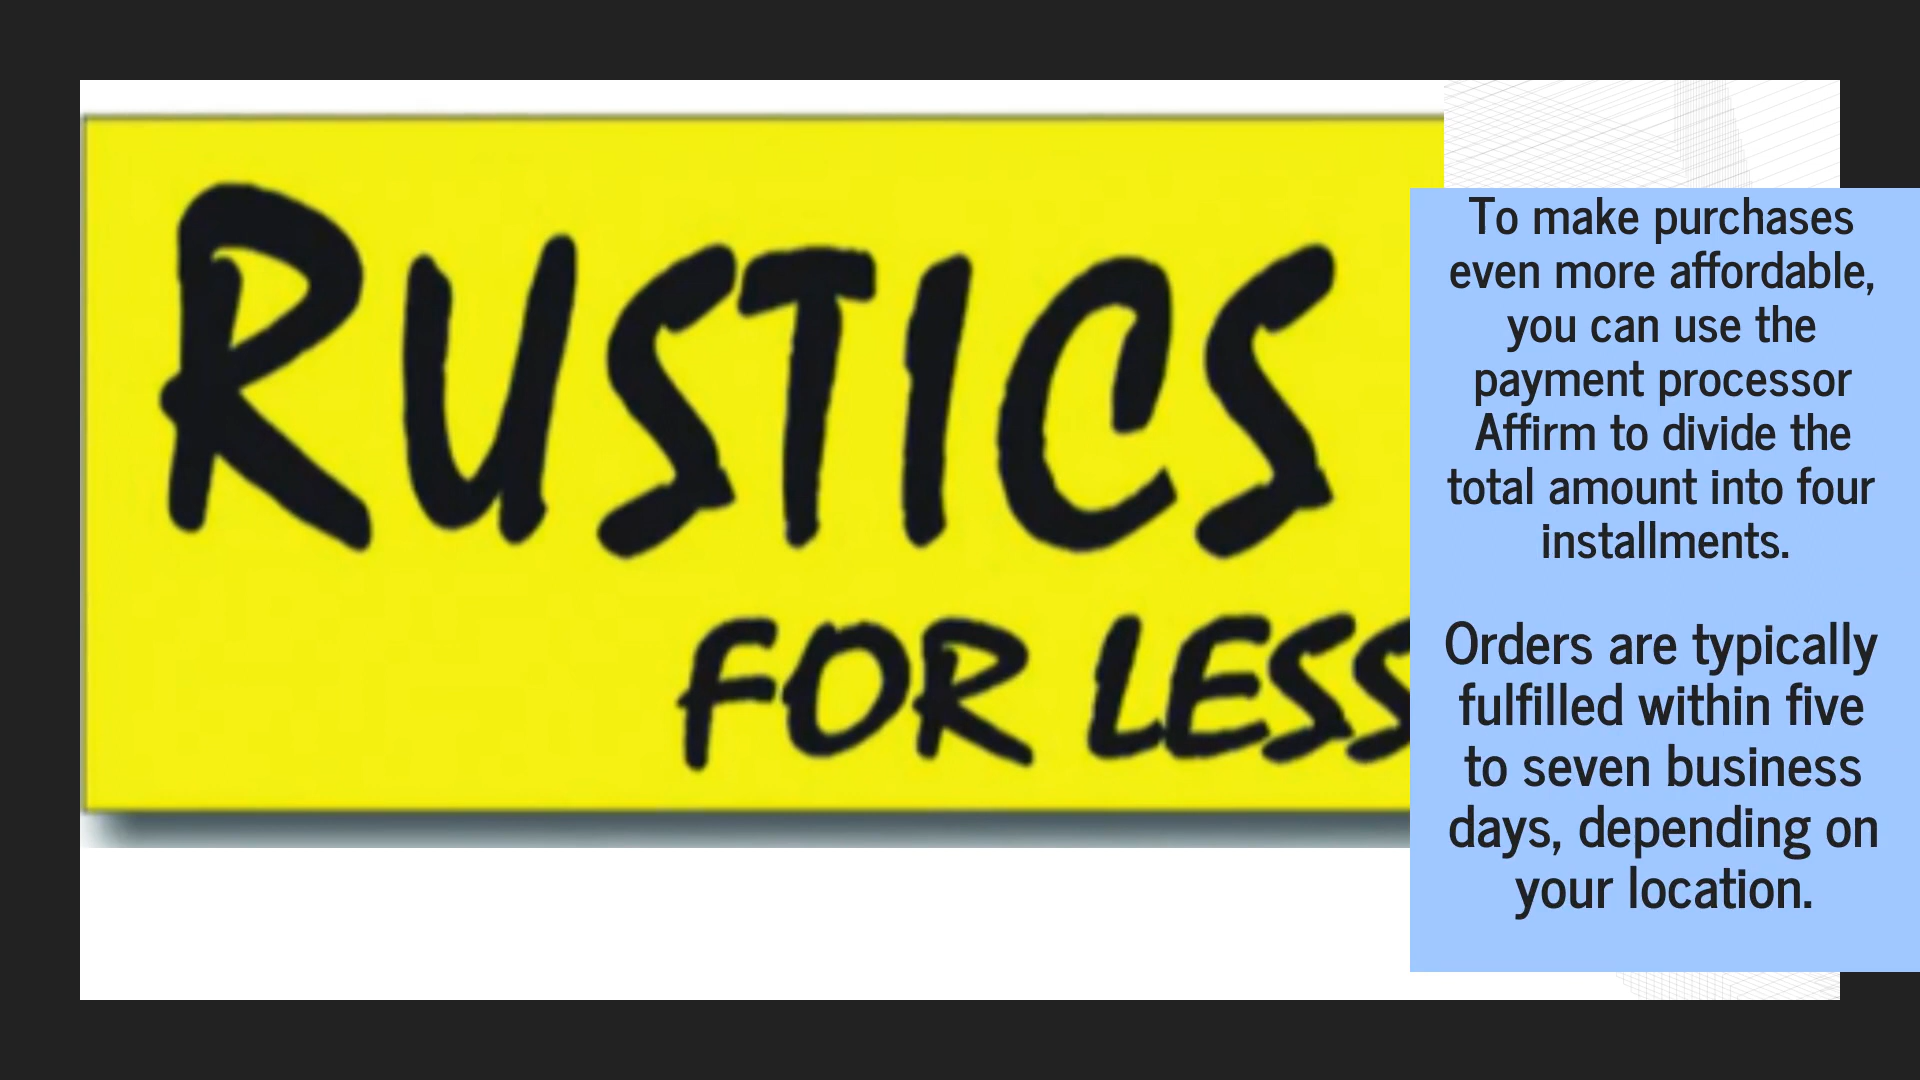 RUSTICS
FOR LESS
To make purchases
even more affordable,
you can use the
payment processor
Affirm to divide the
total amount into four
installments.
Orders are typically
fulfilled within five
to seven business
days, depending on
your location.